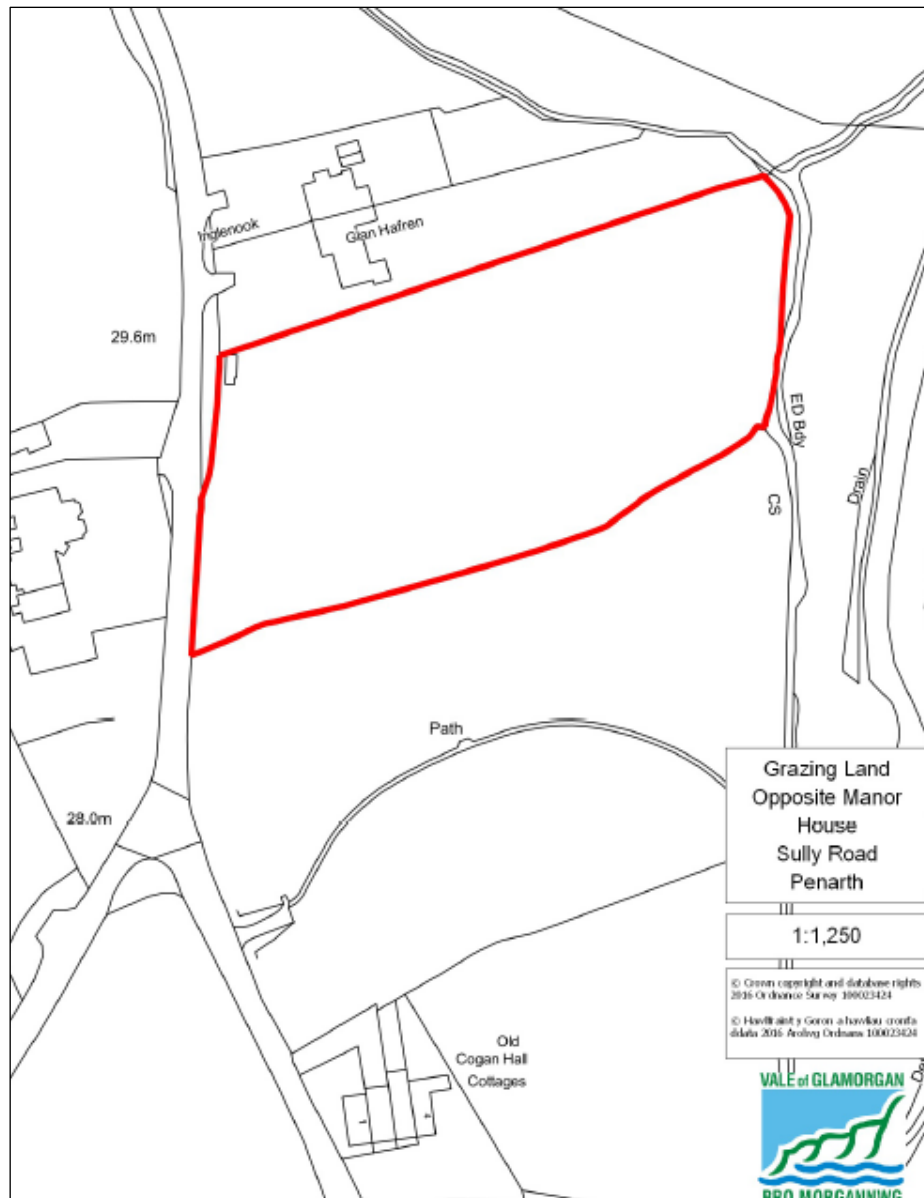 Inglenook
Glan Hafren
29.6m
ED Bdy
Drain
CS
Path
28.0m
Grazing Land
Opposite Manor
House
Sully Road
Penarth
1:1,250
© Crown copyright and database rights
2016 Ordnance Survey 100023424
© Hawlfraint y Goron a hawliau cronfa
ddata 2016 Arolwg Ordnans 100023424
Old
Cogan Hall
Cottages
1
4
VALE of GLAMORGAN
BRO MORGANNWG